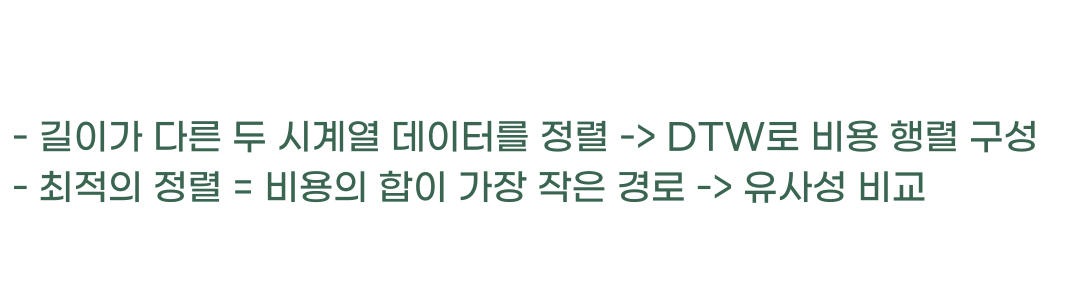 - 길이가 다른 두 시계열 데이터를 정렬 -> DTW로 비용 행렬 구성
- 최적의 정렬 = 비용의 합이 가장 작은 경로 -> 유사성 비교